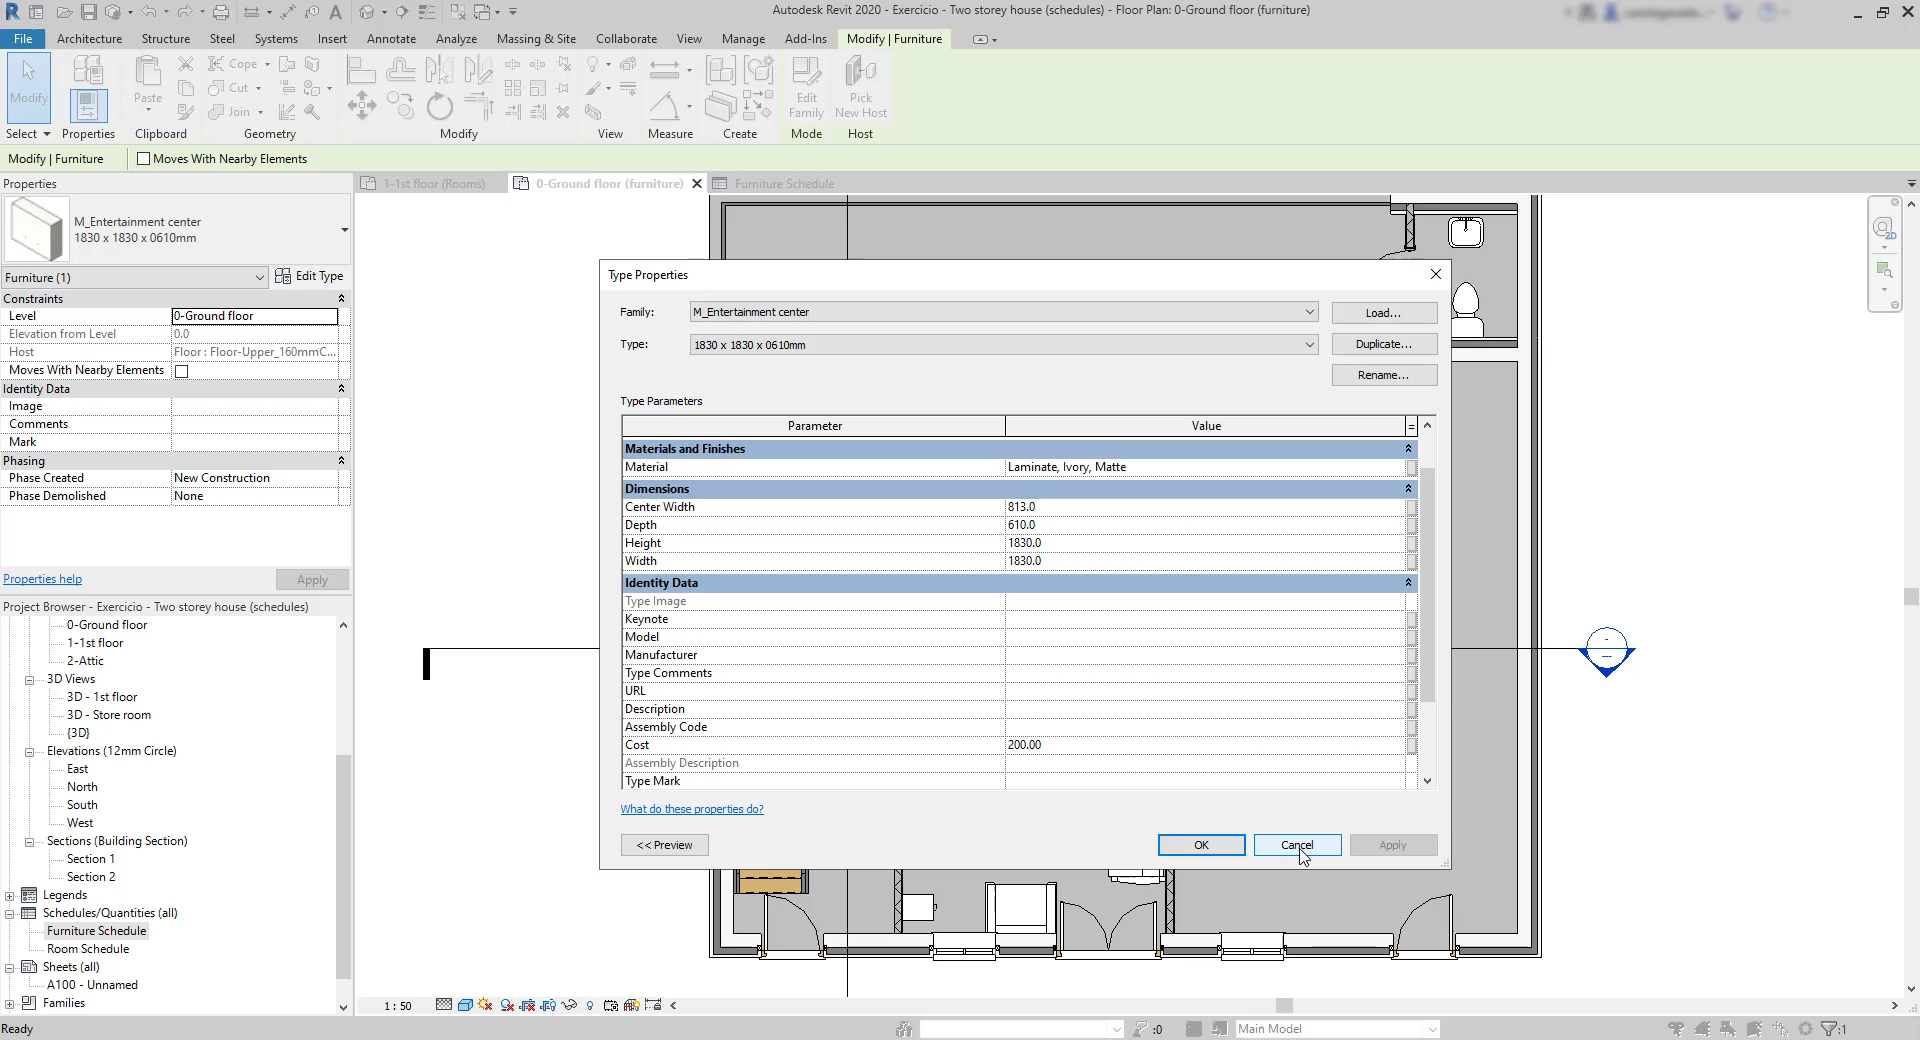 Autodesk Revit 2020 - Exercicio - Two storey house (schedules) - Floor Plan: 0-Ground floor (furniture)
File Architecture Structure Steel Systems Insert Annotate Analyze Massing & Site Collaborate View Manage Add-Ins Modify | Furniture
Modify
Paste
Cope
Cut
Join
Edit Family
Pick New Host
Select Properties Clipboard Geometry Modify View Measure Create Mode Host
Modify | Furniture Moves With Nearby Elements
Properties
1-1st floor (Rooms) 0-Ground floor (furniture) Furniture Schedule
M_Entertainment center
1830 x 1830 x 0610mm
Furniture (1) Edit Type
Constraints
Level 0-Ground floor
Elevation from Level 0.0
Host Floor : Floor-Upper_160mmC...
Moves With Nearby Elements
Identity Data
Image
Comments
Mark
Phasing
Phase Created New Construction
Phase Demolished None
Properties help Apply
Project Browser - Exercicio - Two storey house (schedules)
0-Ground floor
1-1st floor
2-Attic
3D Views
3D - 1st floor
3D - Store room
{3D}
Elevations (12mm Circle)
East
North
South
West
Sections (Building Section)
Section 1
Section 2
Legends
Schedules/Quantities (all)
Furniture Schedule
Room Schedule
Sheets (all)
A100 - Unnamed
Families
Type Properties
Family: M_Entertainment center Load...
Type: 1830 x 1830 x 0610mm Duplicate...
Rename...
Type Parameters
Parameter Value =
Materials and Finishes
Material Laminate, Ivory, Matte
Dimensions
Center Width 813.0
Depth 610.0
Height 1830.0
Width 1830.0
Identity Data
Type Image
Keynote
Model
Manufacturer
Type Comments
URL
Description
Assembly Code
Cost 200.00
Assembly Description
Type Mark
What do these properties do?
<< Preview OK Cancel Apply
2D
1 : 50
Ready :0 Main Model :1